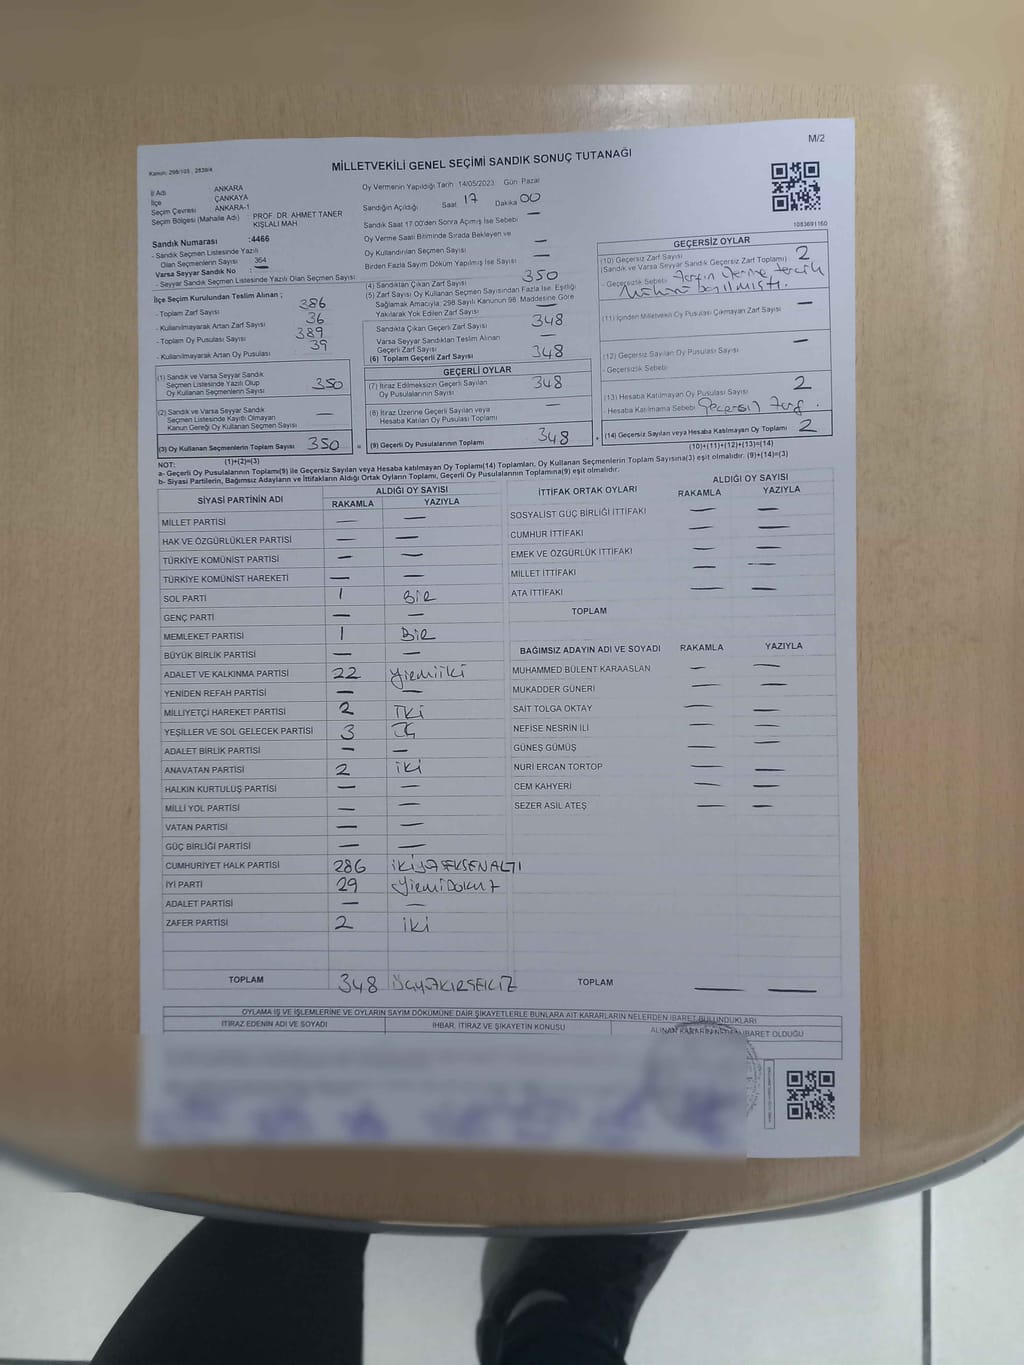 M/2
Kanun: 298/105 , 2839/4
MİLLETVEKİLİ GENEL SEÇİMİ SANDIK SONUÇ TUTANAĞI
İl Adı ANKARA
İlçe ÇANKAYA
Seçim Çevresi ANKARA-1
Seçim Bölgesi (Mahalle Adı) : PROF. DR. AHMET TANER KIŞLALI MAH
Sandık Numarası :4466
- Sandık Seçmen Listesinde Yazılı
Olan Seçmenlerin Sayısı 364
Varsa Seyyar Sandık No : —
- Seyyar Sandık Seçmen Listesinde Yazılı Olan Seçmen Sayısı:
İlçe Seçim Kurulundan Teslim Alınan ;
- Toplam Zarf Sayısı 386
- Kullanılmayarak Artan Zarf Sayısı 36
- Toplam Oy Pusulası Sayısı 389
- Kullanılmayarak Artan Oy Pusulası 39
(1) Sandık ve Varsa Seyyar Sandık
Seçmen Listesinde Yazılı Olup
Oy Kullanan Seçmenlerin Sayısı 350
(2) Sandık ve Varsa Seyyar Sandık
Seçmen Listesinde Kayıtlı Olmayan
Kanun Gereği Oy Kullanan Seçmen Sayısı —
(3) Oy Kullanan Seçmenlerin Toplam Sayısı 350
(1)+(2)=(3)
Oy Vermenin Yapıldığı Tarih 14/05/2023 Gün Pazar
Sandığın Açıldığı Saat 17 Dakika 00
Sandık Saat 17.00'den Sonra Açılmış İse Sebebi —
Oy Verme Saati Bitiminde Sırada Bekleyen ve
Oy Kullandırılan Seçmen Sayısı —
Birden Fazla Sayım Döküm Yapılmış İse Sayısı —
(4) Sandıktan Çıkan Zarf Sayısı 350
(5) Zarf Sayısı Oy Kullanan Seçmen Sayısından Fazla İse, Eşitliği
Sağlamak Amacıyla, 298 Sayılı Kanunun 98. Maddesine Göre
Yakılarak Yok Edilen Zarf Sayısı —
Sandıkta Çıkan Geçerli Zarf Sayısı 348
Varsa Seyyar Sandıktan Teslim Alınan
Geçerli Zarf Sayısı —
(6) Toplam Geçerli Zarf Sayısı 348
GEÇERLİ OYLAR
(7) İtiraz Edilmeksizin Geçerli Sayılan
Oy Pusulasının Sayısı 348
(8) İtiraz Üzerine Geçerli Sayılan veya
Hesaba Katılan Oy Pusulası Toplamı —
= (9) Geçerli Oy Pusulalarının Toplamı 348 +
1083691160
GEÇERSİZ OYLAR
(10) Geçersiz Zarf Sayısı 2
(Sandık ve Varsa Seyyar Sandık Geçersiz Zarf Toplamı)
- Geçersizlik Sebebi: Zarfın üzerine tercih
mührü basılmıştı.
(11) İçinden Milletvekili Oy Pusulası Çıkmayan Zarf Sayısı —
(12) Geçersiz Sayılan Oy Pusulası Sayısı —
- Geçersizlik Sebebi
(13) Hesaba Katılmayan Oy Pusulası Sayısı 2
- Hesaba Katılmama Sebebi Geçersiz zarf.
(14) Geçersiz Sayılan veya Hesaba Katılmayan Oy Toplamı 2
(10)+(11)+(12)+(13)=(14)
NOT:
a- Geçerli Oy Pusulalarının Toplamı(9) ile Geçersiz Sayılan veya Hesaba katılmayan Oy Toplamı(14) Toplamları, Oy Kullanan Seçmenlerin Toplam Sayısına(3) eşit olmalıdır. (9)+(14)=(3)
b- Siyasi Partilerin, Bağımsız Adayların ve İttifakların Aldığı Ortak Oyların Toplamı, Geçerli Oy Pusulalarının Toplamına(9) eşit olmalıdır.
SİYASİ PARTİNİN ADI ALDIĞI OY SAYISI
RAKAMLA YAZIYLA
MİLLET PARTİSİ — —
HAK VE ÖZGÜRLÜKLER PARTİSİ — —
TÜRKİYE KOMÜNİST PARTİSİ — —
TÜRKİYE KOMÜNİST HAREKETİ — —
SOL PARTİ 1 BİR
GENÇ PARTİ — —
MEMLEKET PARTİSİ 1 BİR
BÜYÜK BİRLİK PARTİSİ — —
ADALET VE KALKINMA PARTİSİ 22 yirmiiki
YENİDEN REFAH PARTİSİ — —
MİLLİYETÇİ HAREKET PARTİSİ 2 İKİ
YEŞİLLER VE SOL GELECEK PARTİSİ 3 ÜÇ
ADALET BİRLİK PARTİSİ — —
ANAVATAN PARTİSİ 2 iki
HALKIN KURTULUŞ PARTİSİ — —
MİLLİ YOL PARTİSİ — —
VATAN PARTİSİ — —
GÜÇ BİRLİĞİ PARTİSİ — —
CUMHURİYET HALK PARTİSİ 286 İKİYZSEKSENALTI
İYİ PARTİ 29 yirmiDokuz
ADALET PARTİSİ — —
ZAFER PARTİSİ 2 iki
TOPLAM 348 ÜÇYZKIRKSEKİZ
İTTİFAK ORTAK OYLARI ALDIĞI OY SAYISI
RAKAMLA YAZIYLA
SOSYALİST GÜÇ BİRLİĞİ İTTİFAKI — —
CUMHUR İTTİFAKI — —
EMEK VE ÖZGÜRLÜK İTTİFAKI — —
MİLLET İTTİFAKI — —
ATA İTTİFAKI — —
TOPLAM
BAĞIMSIZ ADAYIN ADI VE SOYADI RAKAMLA YAZIYLA
MUHAMMED BÜLENT KARAASLAN — —
MUKADDER GÜNERİ — —
SAİT TOLGA OKTAY — —
NEFİSE NESRİN İLİ — —
GÜNEŞ GÜMÜŞ — —
NURİ ERCAN TORTOP — —
CEM KAHYERİ — —
SEZER ASİL ATEŞ — —
TOPLAM — —
OYLAMA İŞ VE İŞLEMLERİNE VE OYLARIN SAYIM DÖKÜMÜNE DAİR ŞİKAYETLERLE BUNLARA AİT KARARLARIN NELERDEN İBARET BULUNDUKLARI
İTİRAZ EDENİN ADI VE SOYADI İHBAR, İTİRAZ VE ŞİKAYETİN KONUSU ALINAN KARARIN NEDEN İBARET OLDUĞU